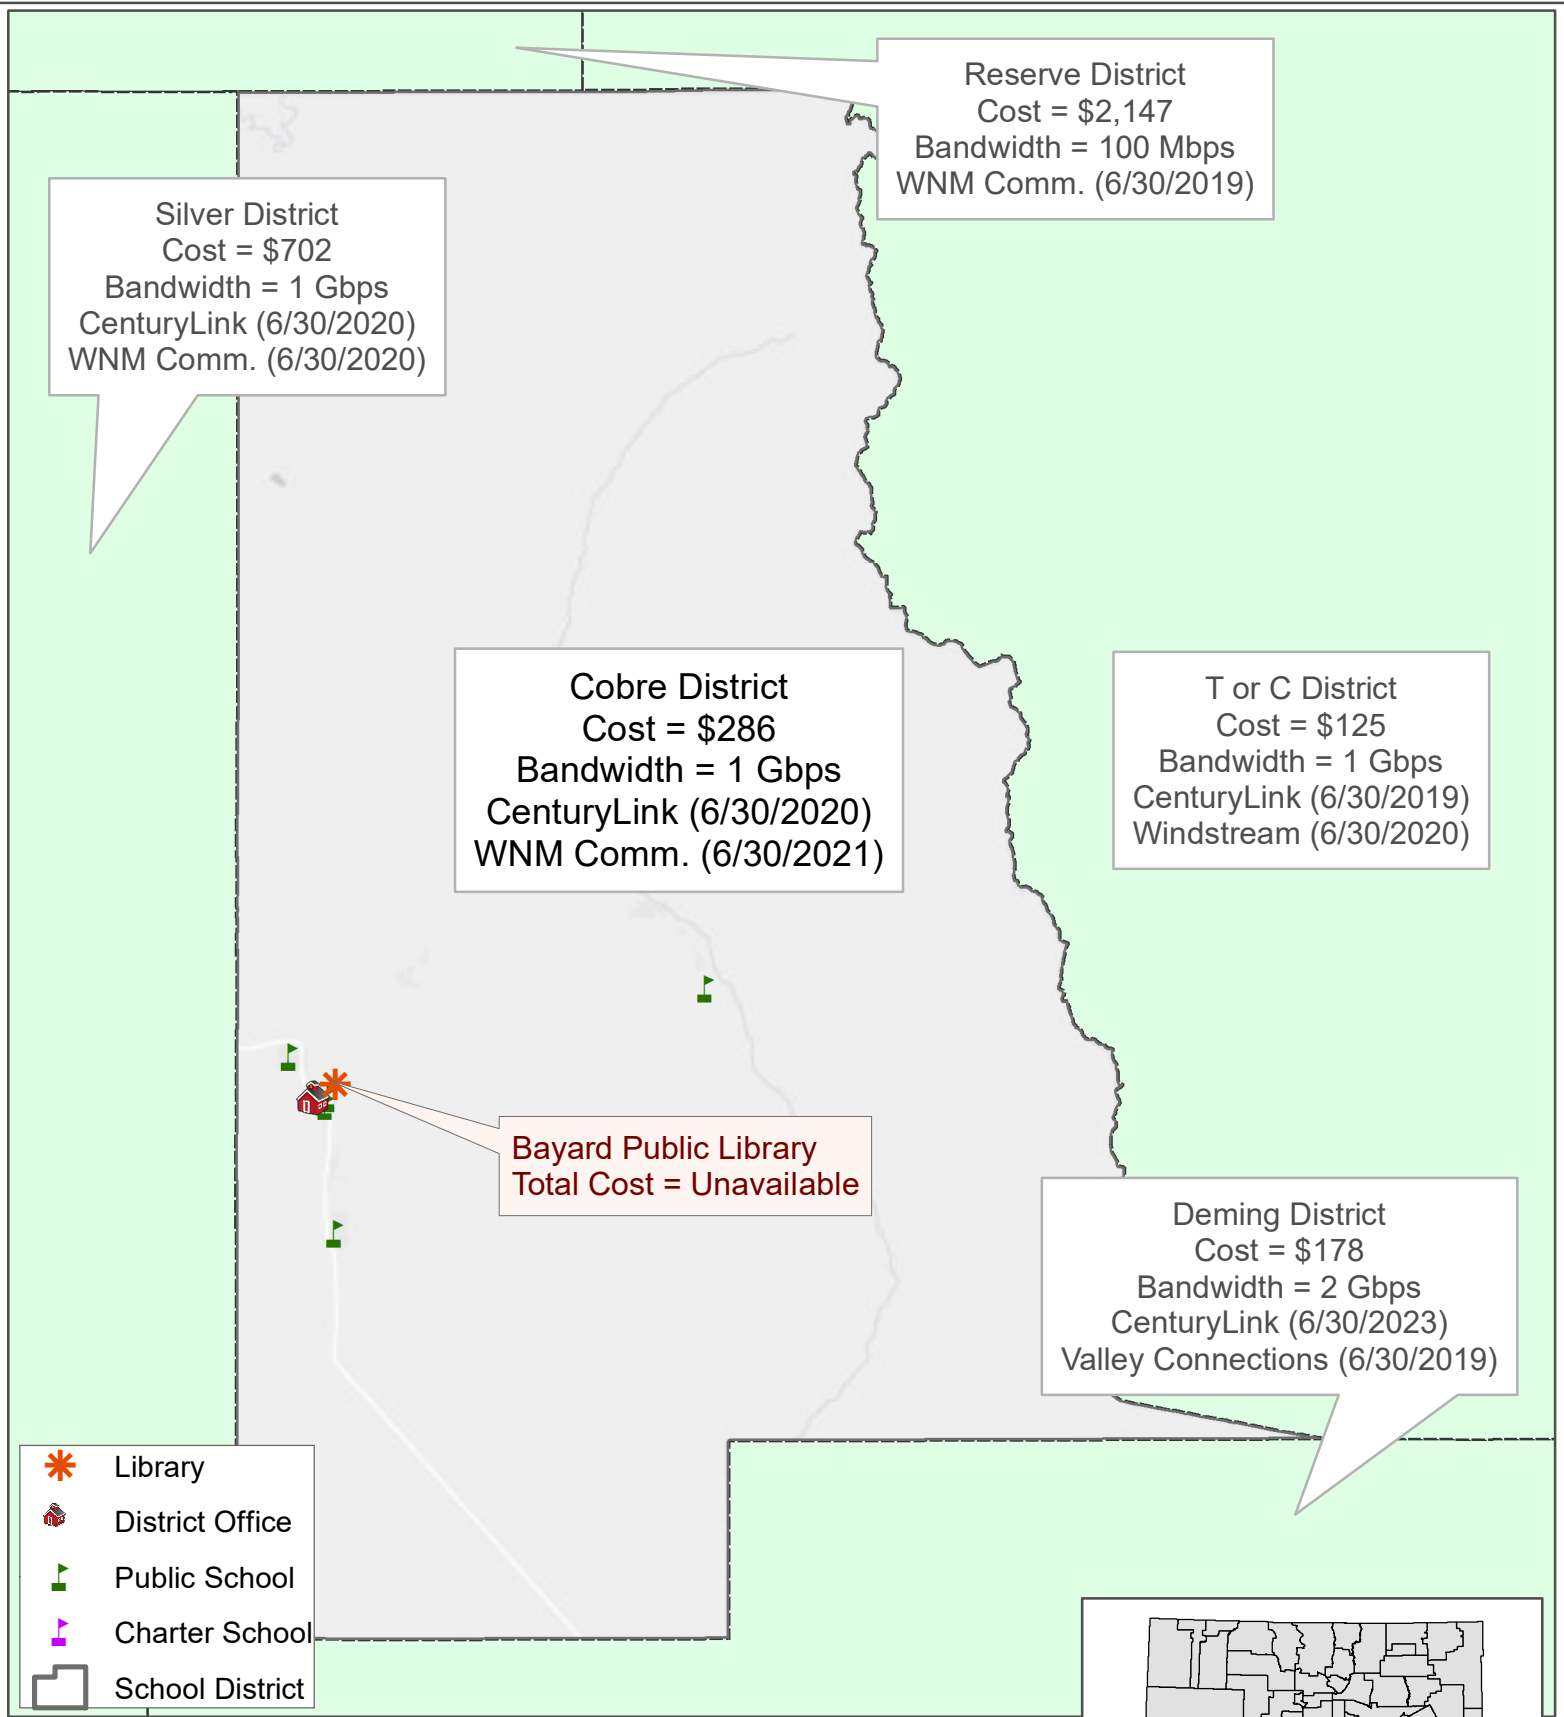 Reserve District
Cost = $2,147
Bandwidth = 100 Mbps
WNM Comm. (6/30/2019)
Silver District
Cost = $702
Bandwidth = 1 Gbps
CenturyLink (6/30/2020)
WNM Comm. (6/30/2020)
Cobre District
Cost = $286
Bandwidth = 1 Gbps
CenturyLink (6/30/2020)
WNM Comm. (6/30/2021)
T or C District
Cost = $125
Bandwidth = 1 Gbps
CenturyLink (6/30/2019)
Windstream (6/30/2020)
Bayard Public Library
Total Cost = Unavailable
Deming District
Cost = $178
Bandwidth = 2 Gbps
CenturyLink (6/30/2023)
Valley Connections (6/30/2019)
Library
District Office
Public School
Charter School
School District